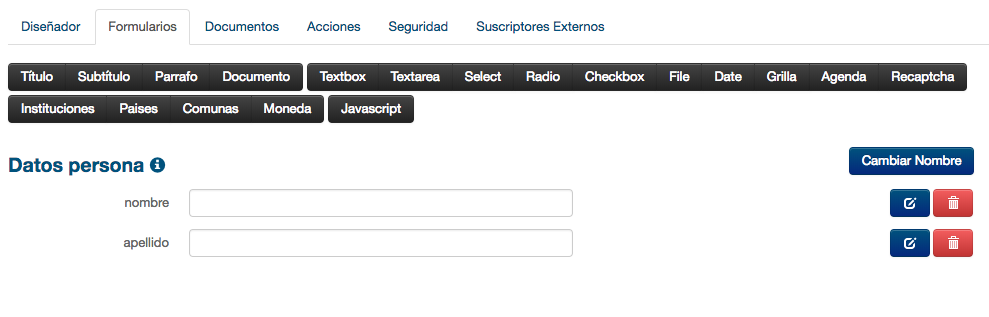 Diseñador Formularios Documentos Acciones Seguridad Suscriptores Externos
Título Subtítulo Parrafo Documento Textbox Textarea Select Radio Checkbox File Date Grilla Agenda Recaptcha
Instituciones Paises Comunas Moneda Javascript
Datos persona Cambiar Nombre
nombre
apellido